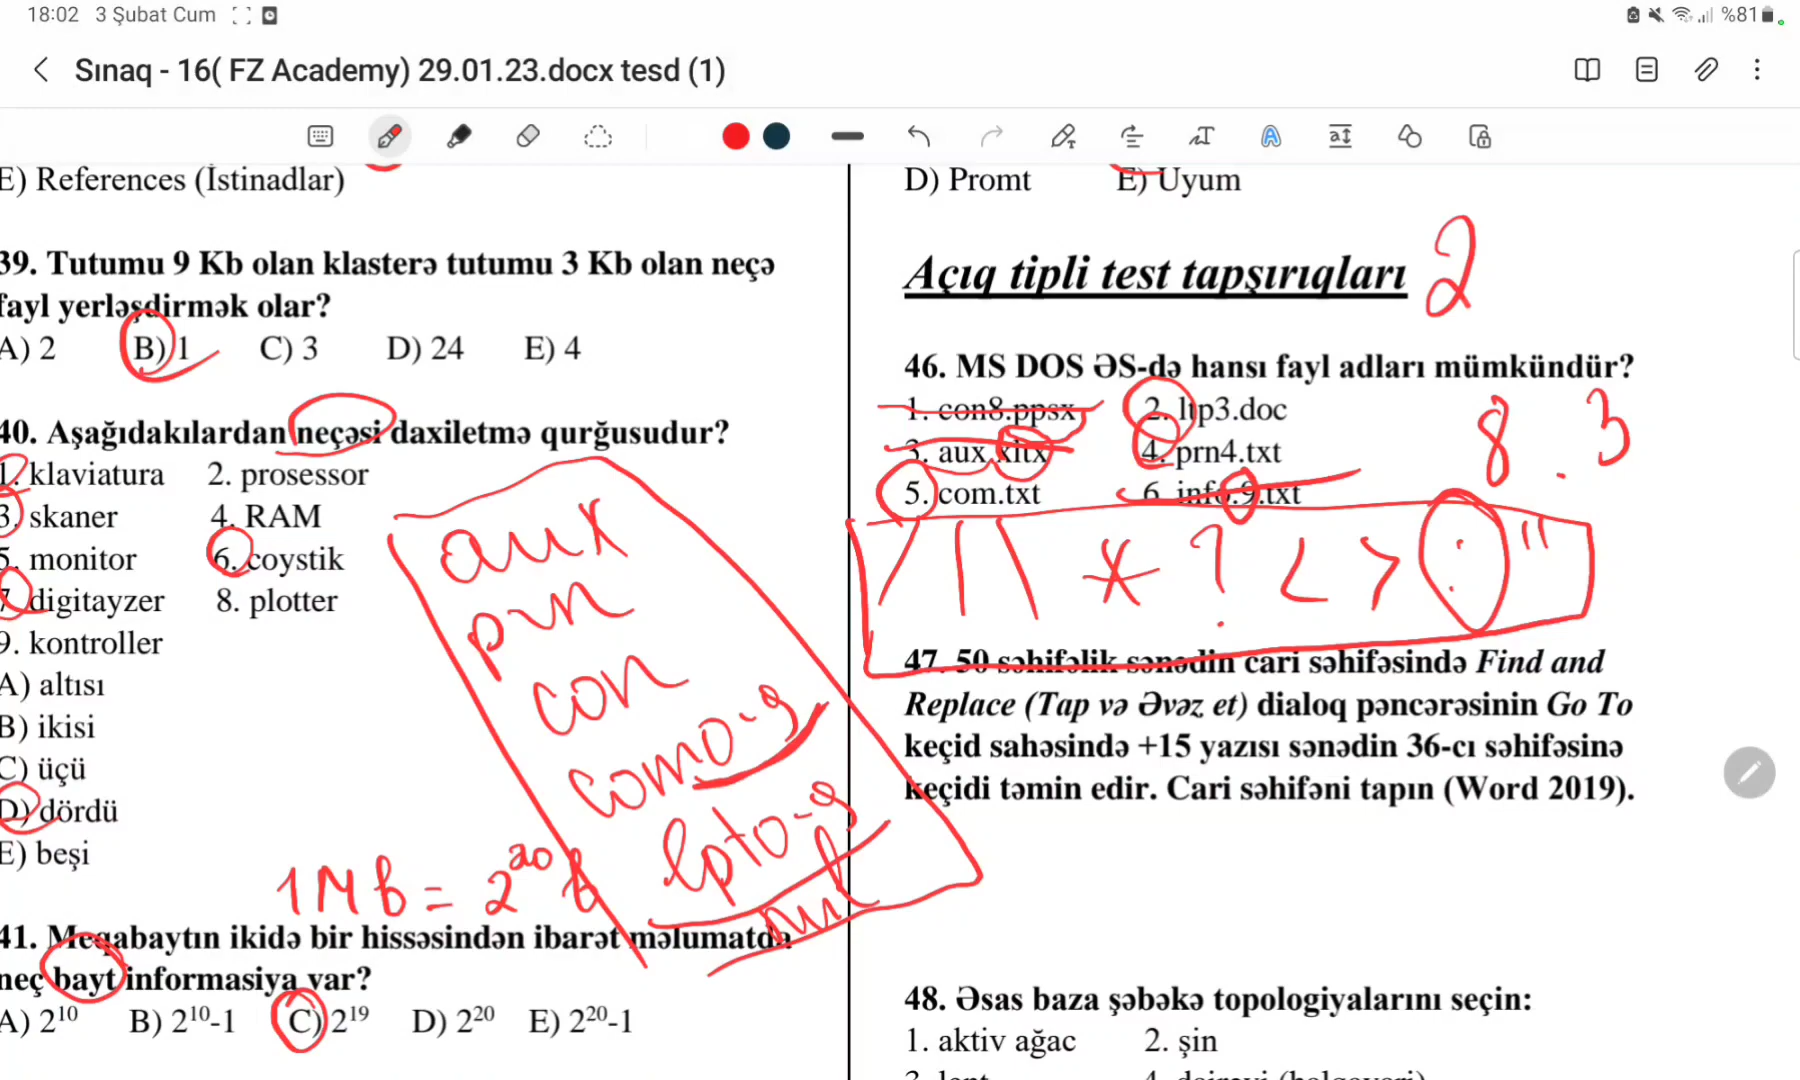 18:02 3 Şubat Cum
%81
Sınaq - 16( FZ Academy) 29.01.23.docx tesd (1)
E) References (İstinadlar)
39. Tutumu 9 Kb olan klasterə tutumu 3 Kb olan neçə
fayl yerləşdirmək olar?
A) 2 B) 1 C) 3 D) 24 E) 4
40. Aşağıdakılardan neçəsi daxiletmə qurğusudur?
1. klaviatura 2. prosessor
3. skaner 4. RAM
5. monitor 6. coystik
7. digitayzer 8. plotter
9. kontroller
A) altısı
B) ikisi
C) üçü
D) dördü
E) beşi
aux
prn
con
com0-9
lpt0-9
nul
1Mb = 2²⁰ b
41. Meqabaytın ikidə bir hissəsindən ibarət məlumatda
neç bayt informasiya var?
A) 2¹⁰ B) 2¹⁰-1 C) 2¹⁹ D) 2²⁰ E) 2²⁰-1
D) Promt E) Uyum
Açıq tipli test tapşırıqları 2
46. MS DOS ƏS-də hansı fayl adları mümkündür?
1. con8.ppsx 2. ltp3.doc
3. aux.xltx 4. prn4.txt
5. com.txt 6. info.9.txt
8.3
/ | \ * ? < > : "
47. 50 səhifəlik sənədin cari səhifəsində Find and
Replace (Tap və Əvəz et) dialoq pəncərəsinin Go To
keçid sahəsində +15 yazısı sənədin 36-cı səhifəsinə
keçidi təmin edir. Cari səhifəni tapın (Word 2019).
48. Əsas baza şəbəkə topologiyalarını seçin:
1. aktiv ağac 2. şin